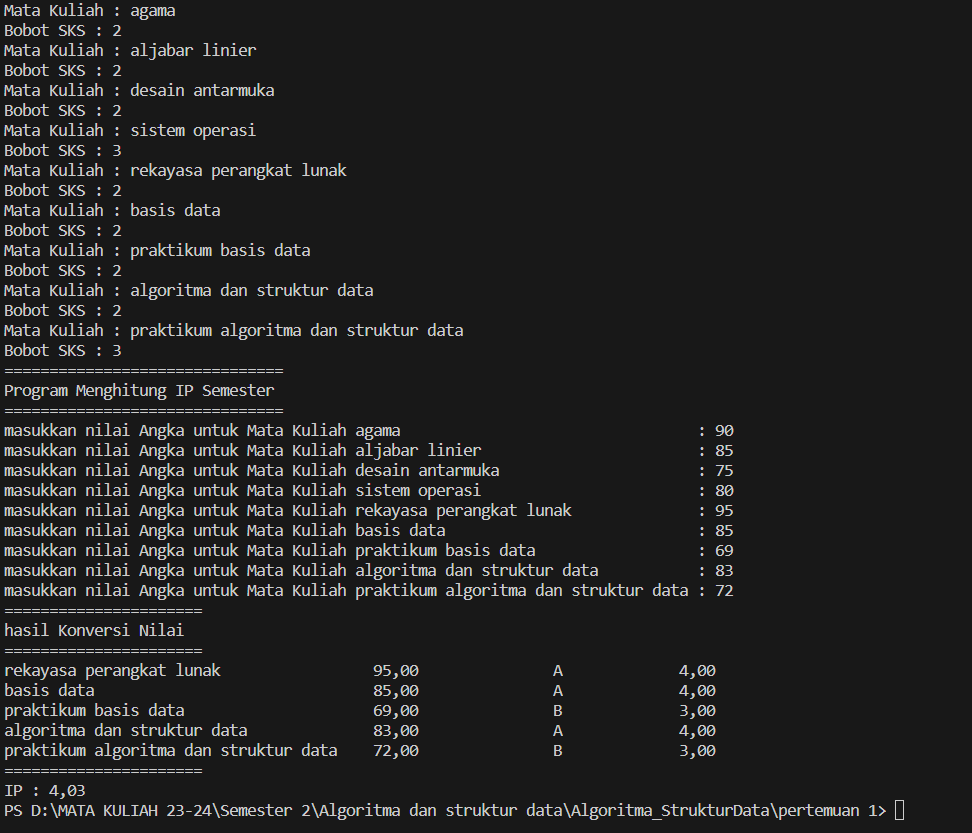 Mata Kuliah : agama
Bobot SKS : 2
Mata Kuliah : aljabar linier
Bobot SKS : 2
Mata Kuliah : desain antarmuka
Bobot SKS : 2
Mata Kuliah : sistem operasi
Bobot SKS : 3
Mata Kuliah : rekayasa perangkat lunak
Bobot SKS : 2
Mata Kuliah : basis data
Bobot SKS : 2
Mata Kuliah : praktikum basis data
Bobot SKS : 2
Mata Kuliah : algoritma dan struktur data
Bobot SKS : 2
Mata Kuliah : praktikum algoritma dan struktur data
Bobot SKS : 3
===============================
Program Menghitung IP Semester
===============================
masukkan nilai Angka untuk Mata Kuliah agama : 90
masukkan nilai Angka untuk Mata Kuliah aljabar linier : 85
masukkan nilai Angka untuk Mata Kuliah desain antarmuka : 75
masukkan nilai Angka untuk Mata Kuliah sistem operasi : 80
masukkan nilai Angka untuk Mata Kuliah rekayasa perangkat lunak : 95
masukkan nilai Angka untuk Mata Kuliah basis data : 85
masukkan nilai Angka untuk Mata Kuliah praktikum basis data : 69
masukkan nilai Angka untuk Mata Kuliah algoritma dan struktur data : 83
masukkan nilai Angka untuk Mata Kuliah praktikum algoritma dan struktur data : 72
======================
hasil Konversi Nilai
======================
rekayasa perangkat lunak 95,00 A 4,00
basis data 85,00 A 4,00
praktikum basis data 69,00 B 3,00
algoritma dan struktur data 83,00 A 4,00
praktikum algoritma dan struktur data 72,00 B 3,00
======================
IP : 4,03
PS D:\MATA KULIAH 23-24\Semester 2\Algoritma dan struktur data\Algoritma_StrukturData\pertemuan 1>